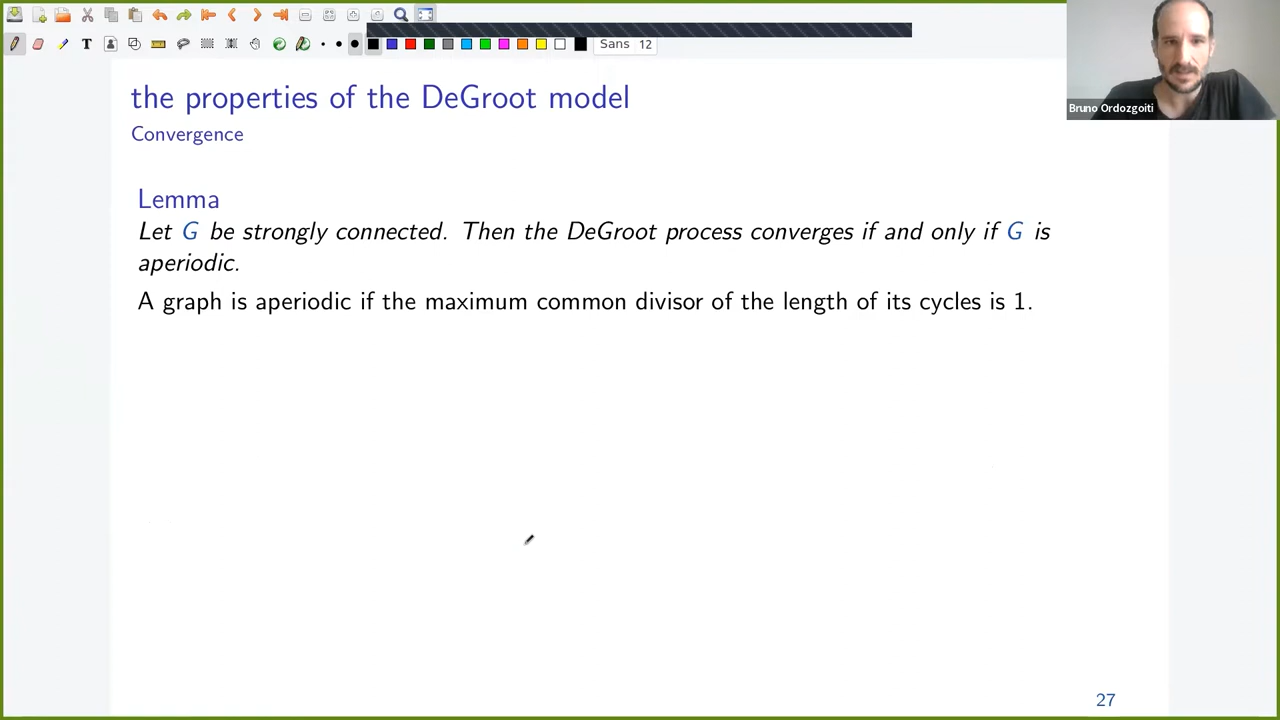 T
Sans 12
Bruno Ordozgoiti
the properties of the DeGroot model
Convergence
Lemma
Let G be strongly connected. Then the DeGroot process converges if and only if G is
aperiodic.
A graph is aperiodic if the maximum common divisor of the length of its cycles is 1.
27